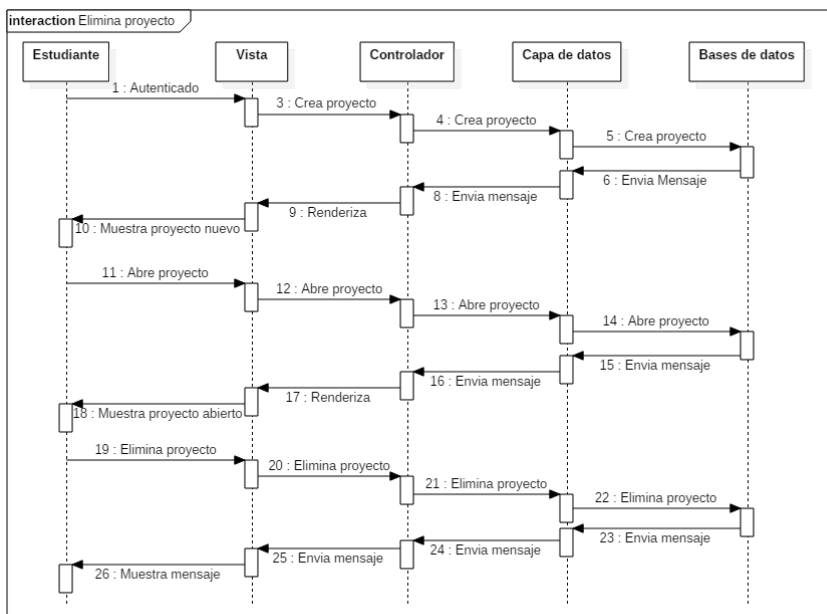 interaction Elimina proyecto
Estudiante
Vista
Controlador
Capa de datos
Bases de datos
1 : Autenticado
3 : Crea proyecto
4 : Crea proyecto
5 : Crea proyecto
6 : Envia Mensaje
8 : Envia mensaje
9 : Renderiza
10 : Muestra proyecto nuevo
11 : Abre proyecto
12 : Abre proyecto
13 : Abre proyecto
14 : Abre proyecto
15 : Envia mensaje
16 : Envia mensaje
17 : Renderiza
18 : Muestra proyecto abierto
19 : Elimina proyecto
20 : Elimina proyecto
21 : Elimina proyecto
22 : Elimina proyecto
23 : Envia mensaje
24 : Envia mensaje
25 : Envia mensaje
26 : Muestra mensaje